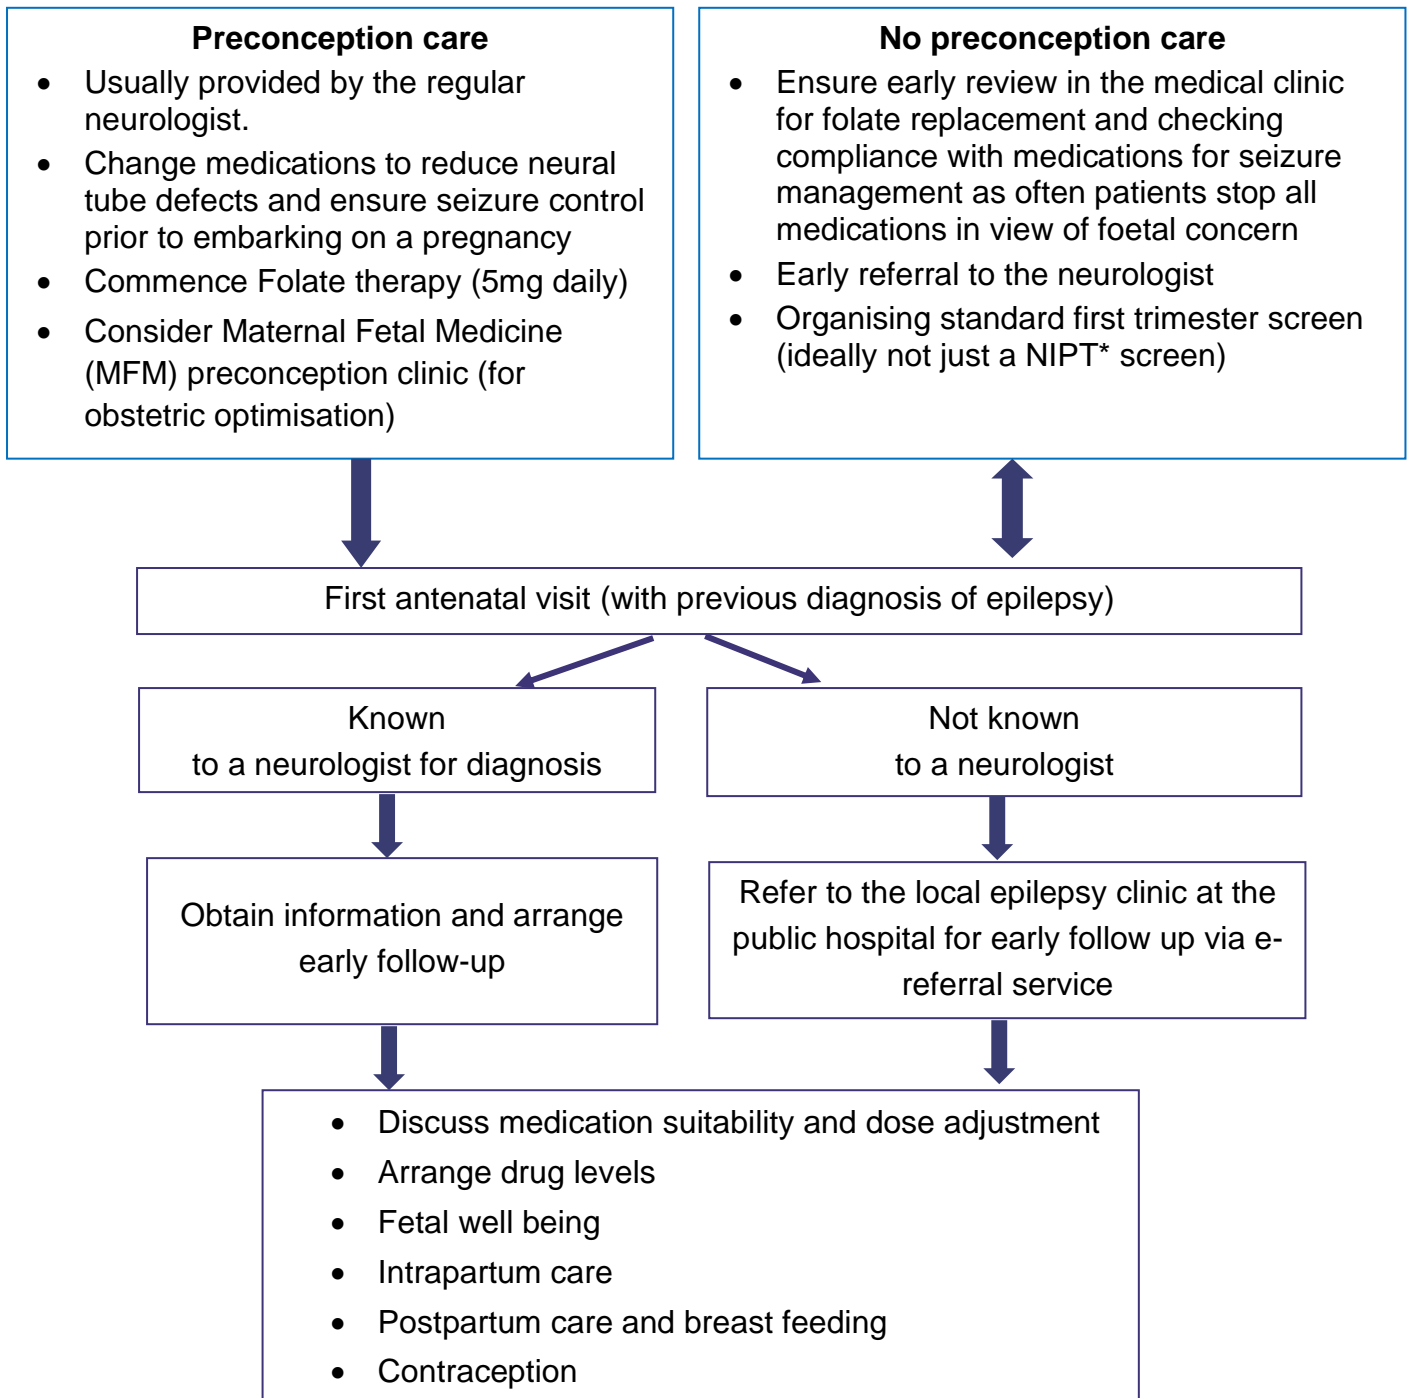 Preconception care
• Usually provided by the regular
neurologist.
• Change medications to reduce neural
tube defects and ensure seizure control
prior to embarking on a pregnancy
• Commence Folate therapy (5mg daily)
• Consider Maternal Fetal Medicine
(MFM) preconception clinic (for
obstetric optimisation)
No preconception care
• Ensure early review in the medical clinic
for folate replacement and checking
compliance with medications for seizure
management as often patients stop all
medications in view of foetal concern
• Early referral to the neurologist
• Organising standard first trimester screen
(ideally not just a NIPT* screen)
First antenatal visit (with previous diagnosis of epilepsy)
Known
to a neurologist for diagnosis
Not known
to a neurologist
Obtain information and arrange
early follow-up
Refer to the local epilepsy clinic at the
public hospital for early follow up via e-
referral service
• Discuss medication suitability and dose adjustment
• Arrange drug levels
• Fetal well being
• Intrapartum care
• Postpartum care and breast feeding
• Contraception